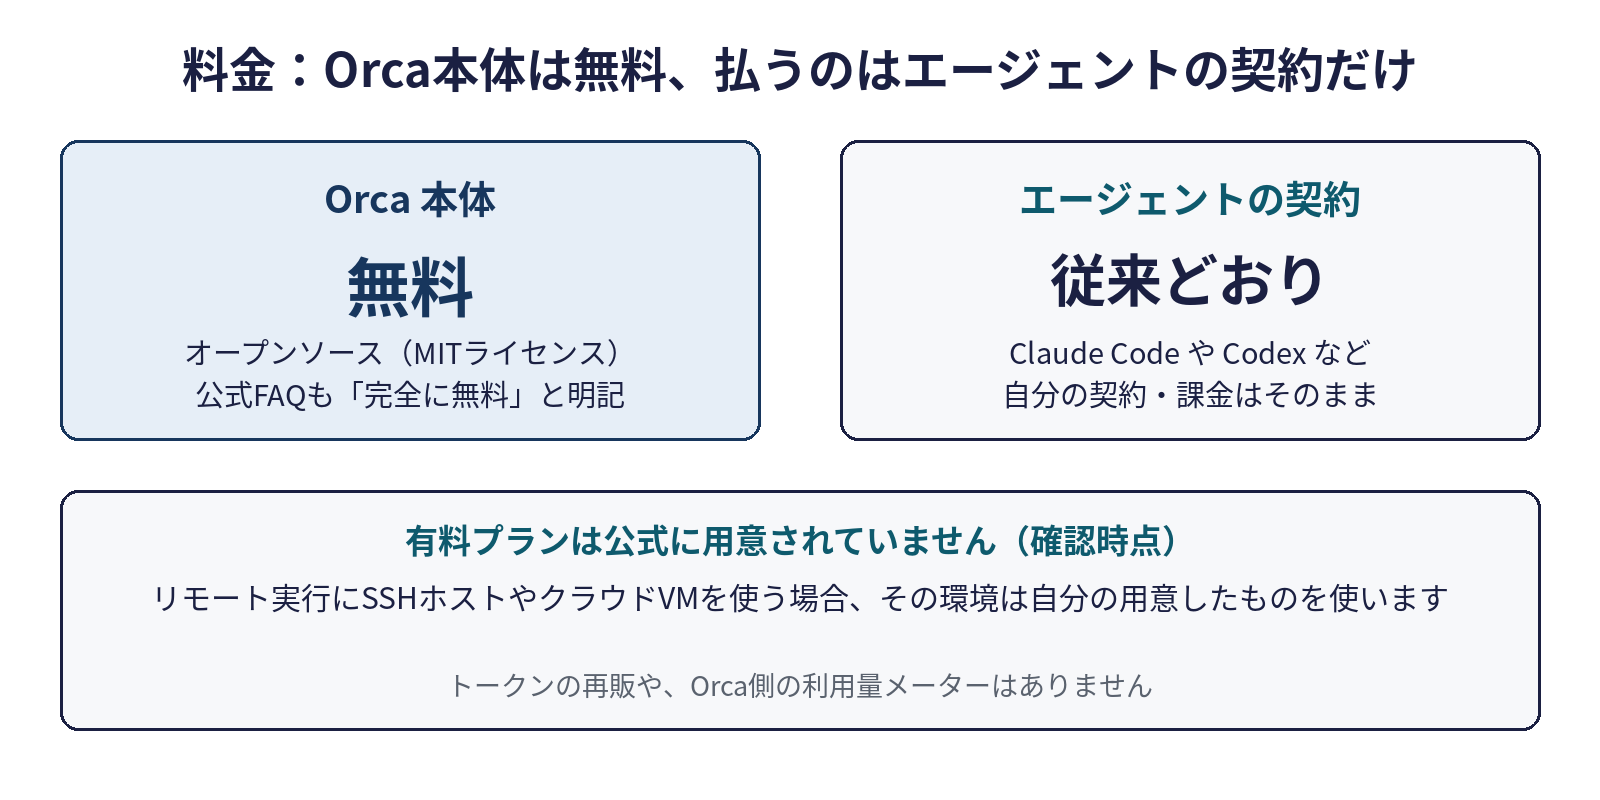 料金：Orca本体は無料、払うのはエージェントの契約だけ
Orca 本体
無料
オープンソース（MITライセンス）
公式FAQも「完全に無料」と明記
エージェントの契約
従来どおり
Claude Code や Codex など
自分の契約・課金はそのまま
有料プランは公式に用意されていません（確認時点）
リモート実行にSSHホストやクラウドVMを使う場合、その環境は自分の用意したものを使います
トークンの再販や、Orca側の利用量メーターはありません